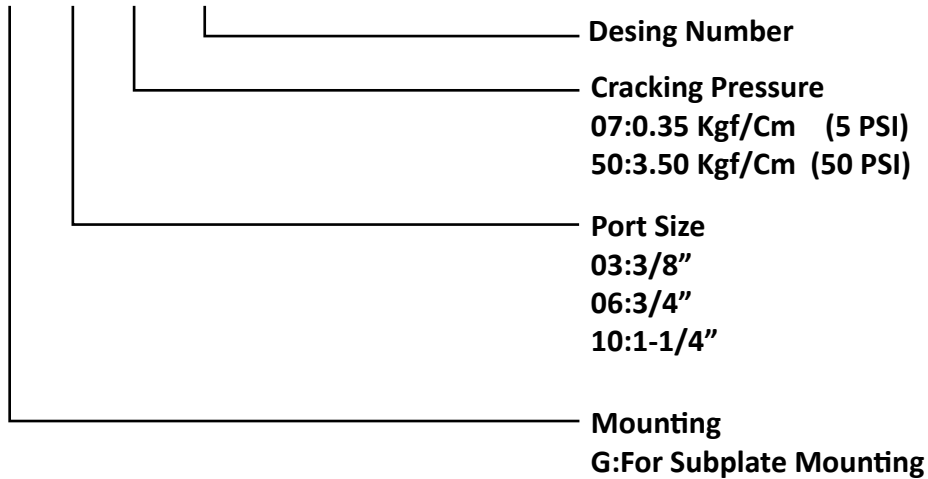 Desing Number
Cracking Pressure
07:0.35 Kgf/Cm (5 PSI)
50:3.50 Kgf/Cm (50 PSI)
Port Size
03:3/8”
06:3/4”
10:1-1/4”
Mounting
G:For Subplate Mounting